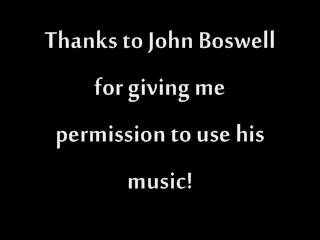 Thanks to John Boswell
for giving me
permission to use his
music!